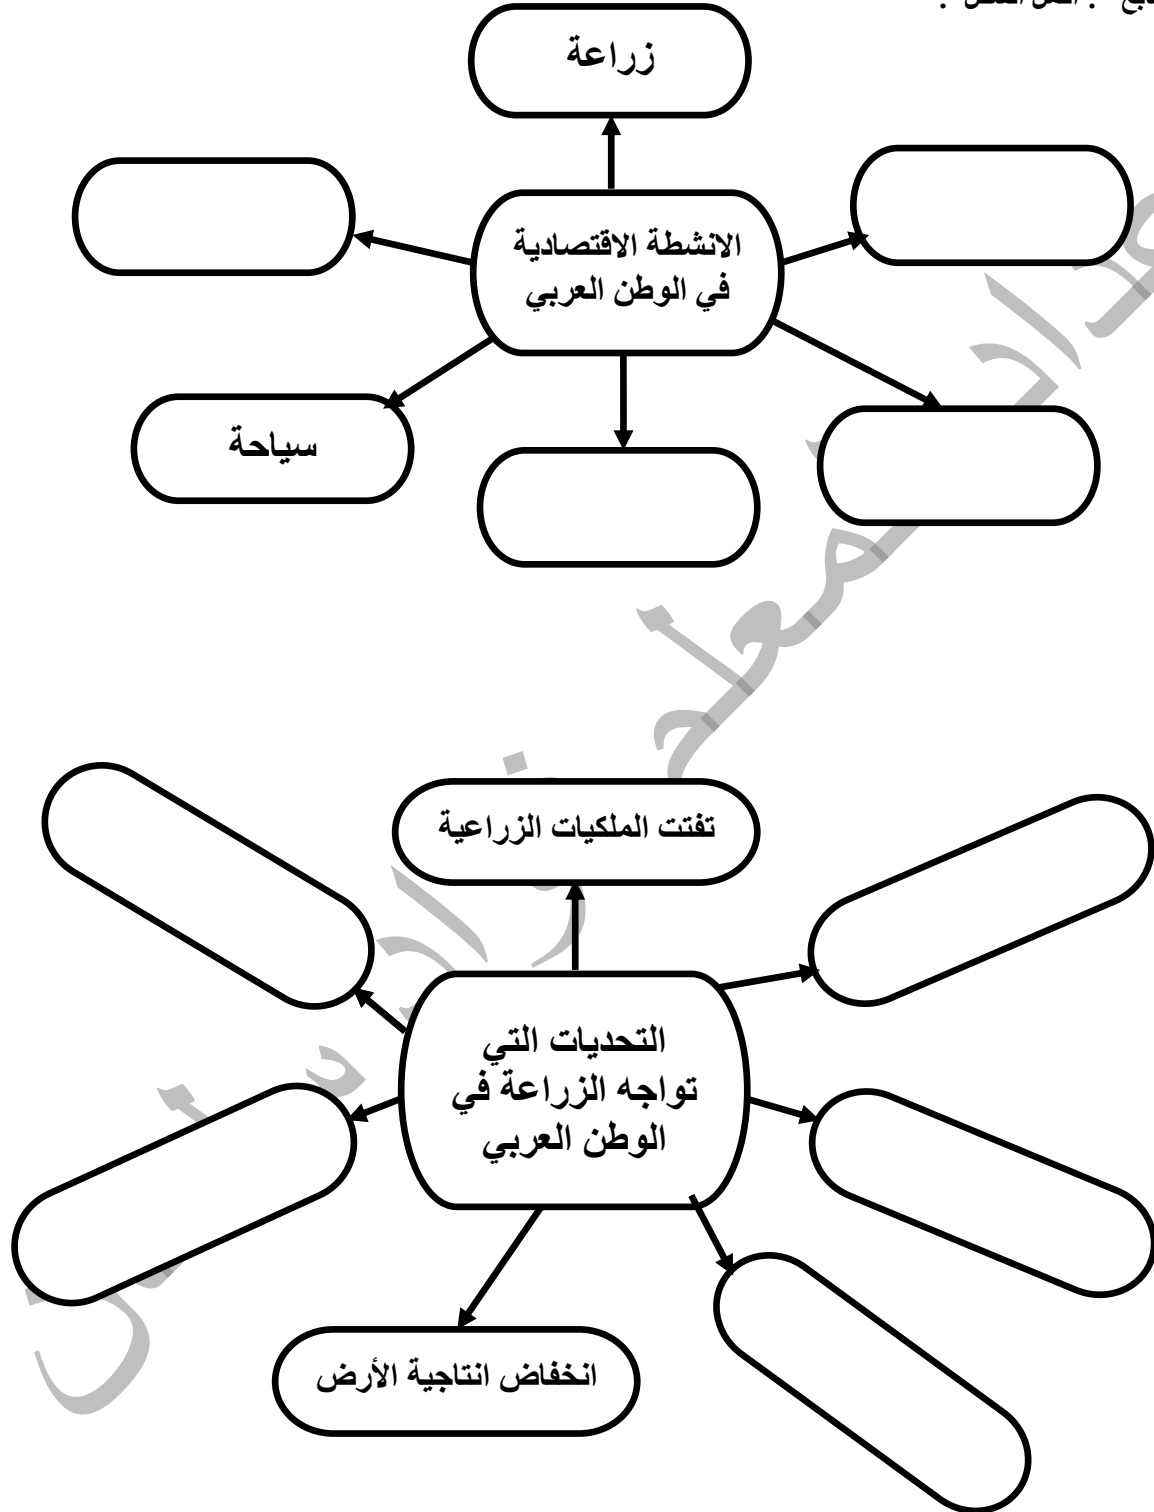 زراعة
الانشطة الاقتصادية
في الوطن العربي
سياحة
تفتت الملكيات الزراعية
التحديات التي
تواجه الزراعة في
الوطن العربي
انخفاض انتاجية الأرض